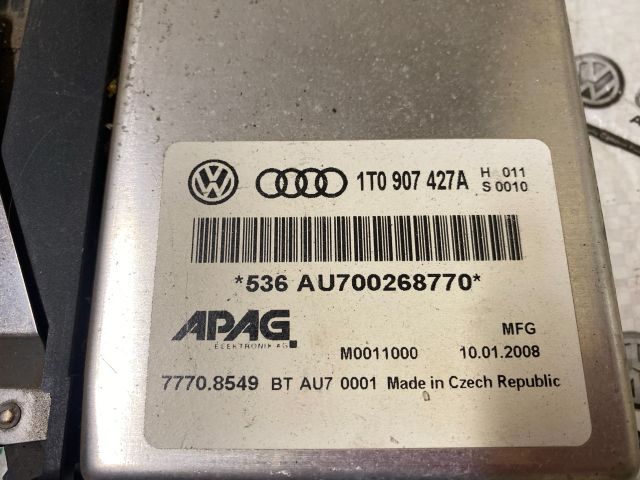 1T0 907 427A H 011
S 0010
*536 AU700268770*
APAG
ELEKTRONIK AG
MFG
M0011000 10.01.2008
7770.8549 BT AU7 0001 Made in Czech Republic